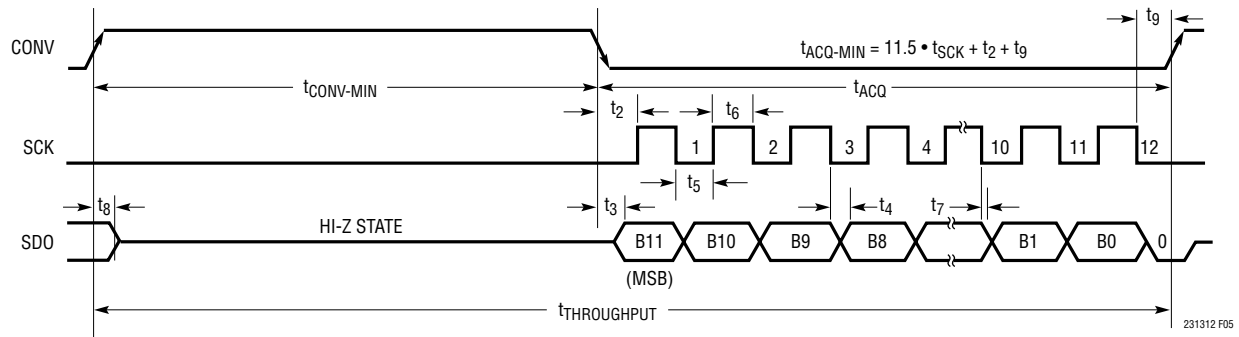 t9
CONV
tACQ-MIN = 11.5 • tSCK + t2 + t9
tCONV-MIN
tACQ
t2
t6
SCK
1
2
3
4
10
11
12
t5
t8
t3
t4
t7
SDO
HI-Z STATE
B11
B10
B9
B8
B1
B0
0
(MSB)
tTHROUGHPUT
231312 F05